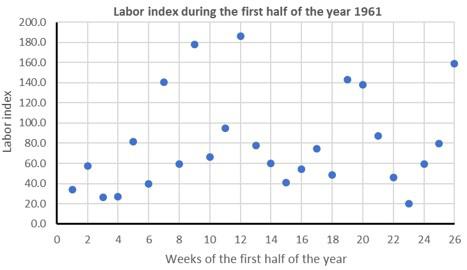 Labor index during the first half of the year 1961
200.0
180.0
160.0
140.0
120.0
100.0
80.0
60.0
40.0
20.0
0.0
Labor index
0 2 4 6 8 10 12 14 16 18 20 22 24 26
Weeks of the first half of the year